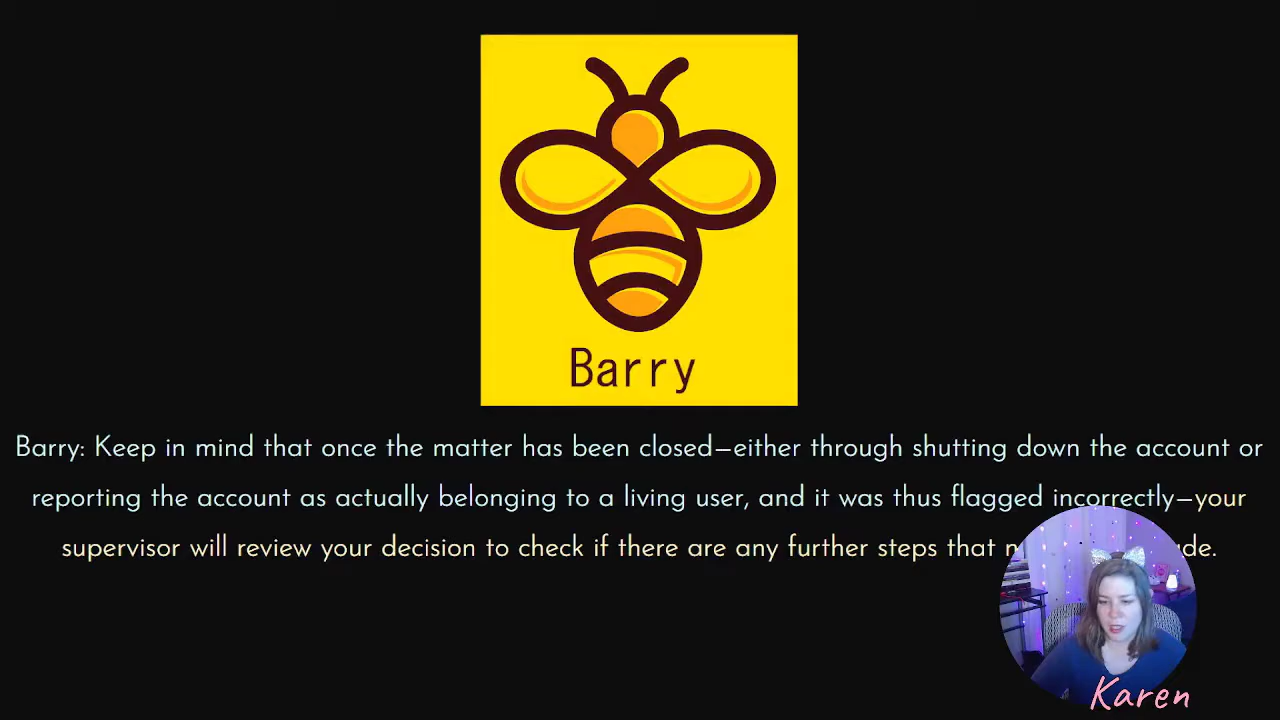 Barry
Barry: Keep in mind that once the matter has been closed—either through shutting down the account or
reporting the account as actually belonging to a living user, and it was thus flagged incorrectly—your
supervisor will review your decision to check if there are any further steps that
Karen